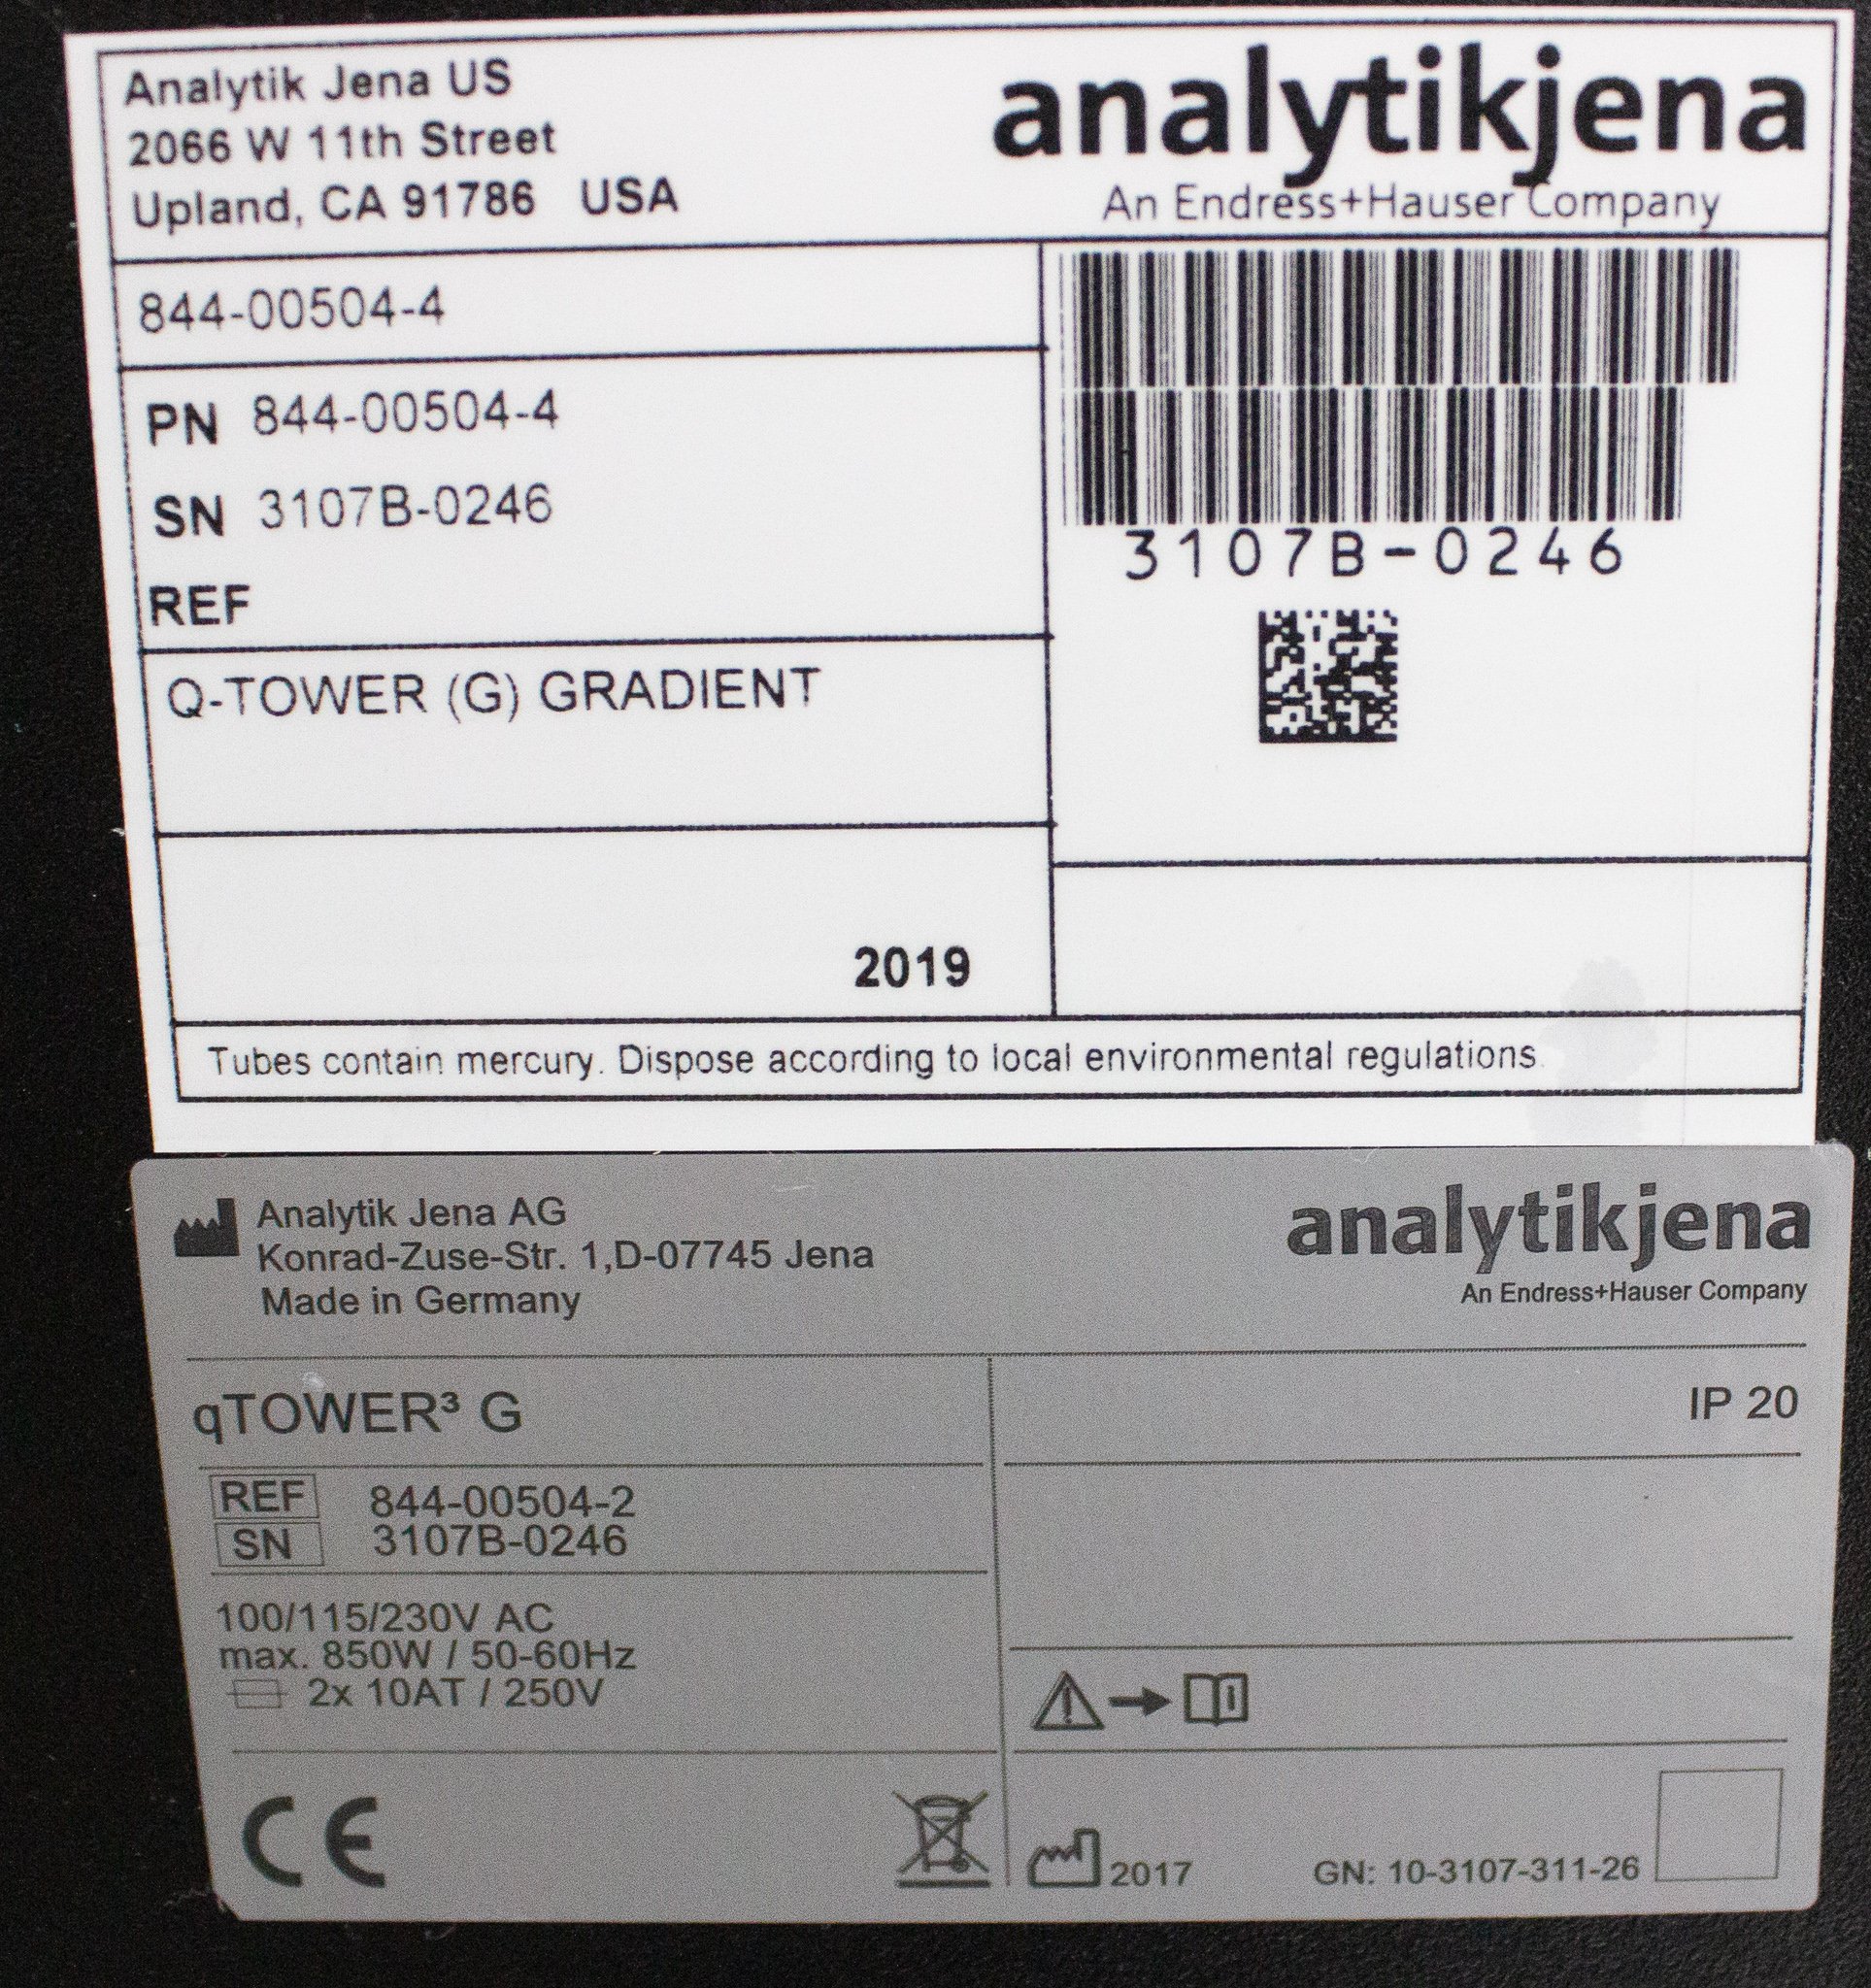 Analytik Jena US
2066 W 11th Street
Upland, CA 91786 USA
analytikjena
An Endress+Hauser Company
844-00504-4
PN 844-00504-4
SN 3107B-0246
REF
3107B-0246
Q-TOWER (G) GRADIENT
2019
Tubes contain mercury. Dispose according to local environmental regulations.
Analytik Jena AG
Konrad-Zuse-Str. 1,D-07745 Jena
Made in Germany
analytikjena
An Endress+Hauser Company
qTOWER³ G
IP 20
REF 844-00504-2
SN 3107B-0246
100/115/230V AC
max. 850W / 50-60Hz
2x 10AT / 250V
CE
2017
GN: 10-3107-311-26